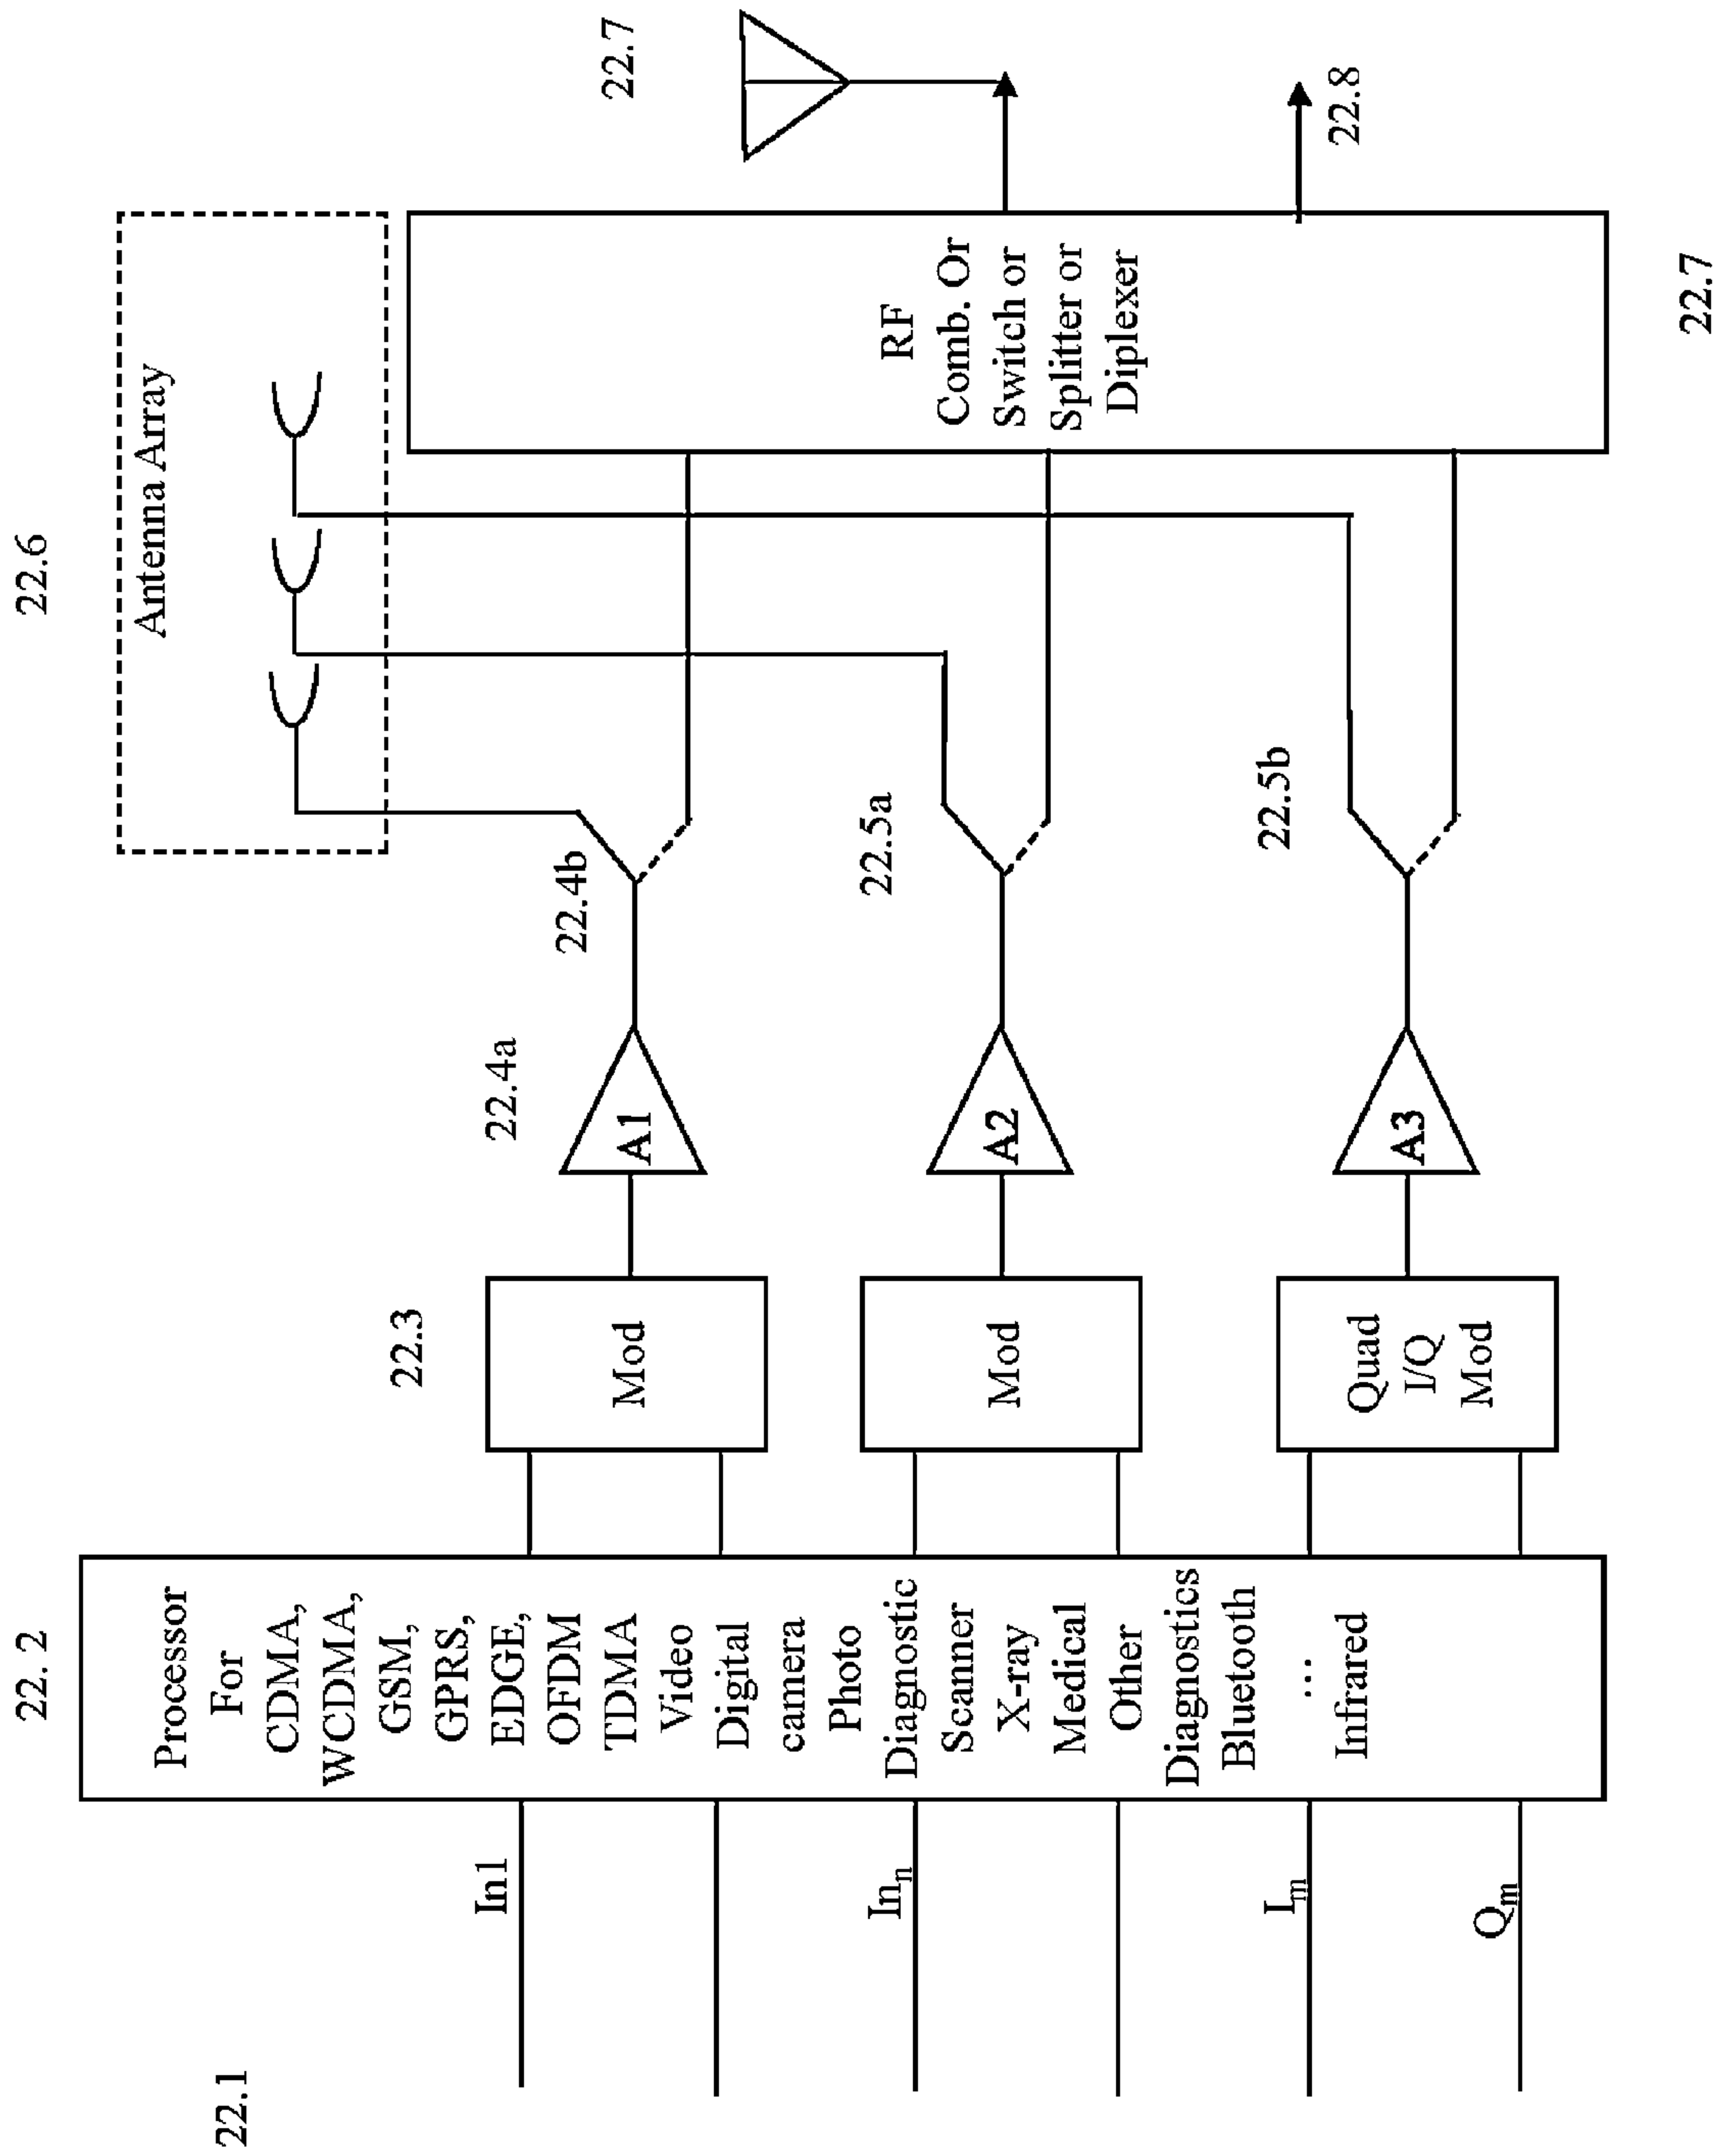 22.6
Antenna Array
22.7
22.1
22. 2
In1
In_n
I_m
Q_m
Processor
For
CDMA,
WCDMA,
GSM,
GPRS,
EDGE,
OFDM
TDMA
Video
Digital
camera
Photo
Diagnostic
Scanner
X-ray
Medical
Other
Diagnostics
Bluetooth
...
Infrared
22.3
Mod
Mod
Quad
I/Q
Mod
22.4a
A1
A2
A3
22.4b
22.5a
22.5b
RF
Comb. Or
Switch or
Splitter or
Diplexer
22.8
22.7